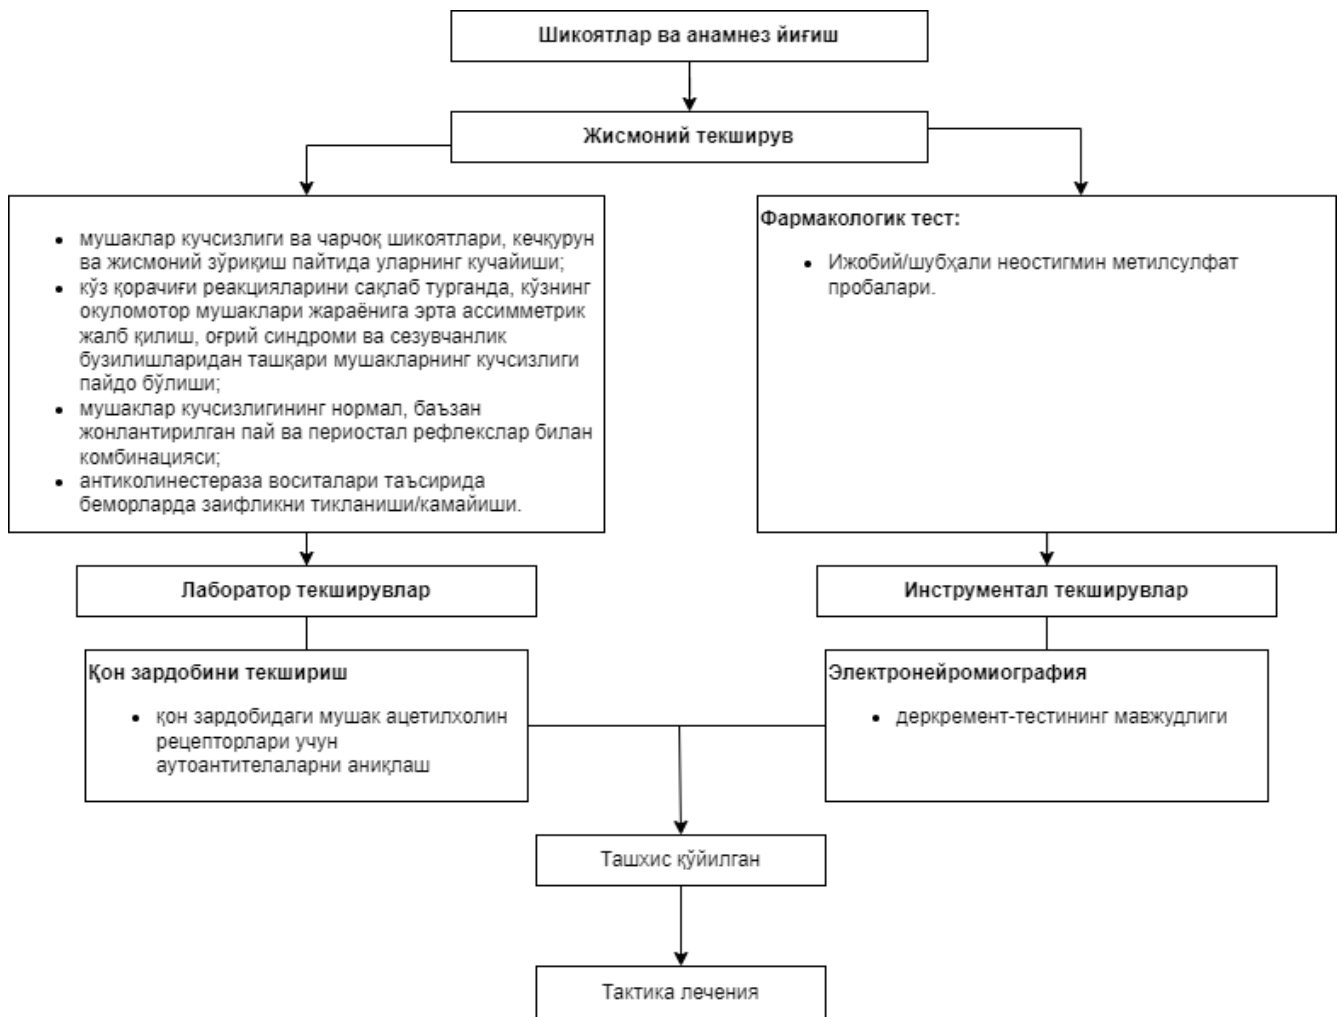 Шикоятлар ва анамнез йиғиш
Жисмоний текширув
• мушаклар кучсизлиги ва чарчоқ шикоятлари, кечқурун
ва жисмоний зўриқиш пайтида уларнинг кучайиши;
• кўз қорачиғи реакцияларини сақлаб турганда, кўзнинг
окуломотор мушаклари жараёнига эрта ассимметрик
жалб қилиш, оғрий синдроми ва сезувчанлик
бузилишларидан ташқари мушакларнинг кучсизлиги
пайдо бўлиши;
• мушаклар кучсизлигининг нормал, баъзан
жонлантирилган пай ва периостал рефлекслар билан
комбинацияси;
• антиколинестераза воситалари таъсирида
беморларда заифликни тикланиши/камайиши.
Фармакологик тест:
• Ижобий/шубҳали неостигмин метилсулфат
пробалари.
Лаборатор текширувлар
Инструментал текширувлар
Қон зардобини текшириш
• қон зардобидаги мушак ацетилхолин
рецепторлари учун
аутоантителаларни аниқлаш
Электронейромиография
• деркремент-тестининг мавжудлиги
Ташхис қўйилган
Тактика лечения